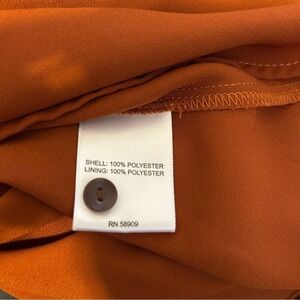 SHELL: 100% POLYESTER
LINING: 100% POLYESTER
RN 58909